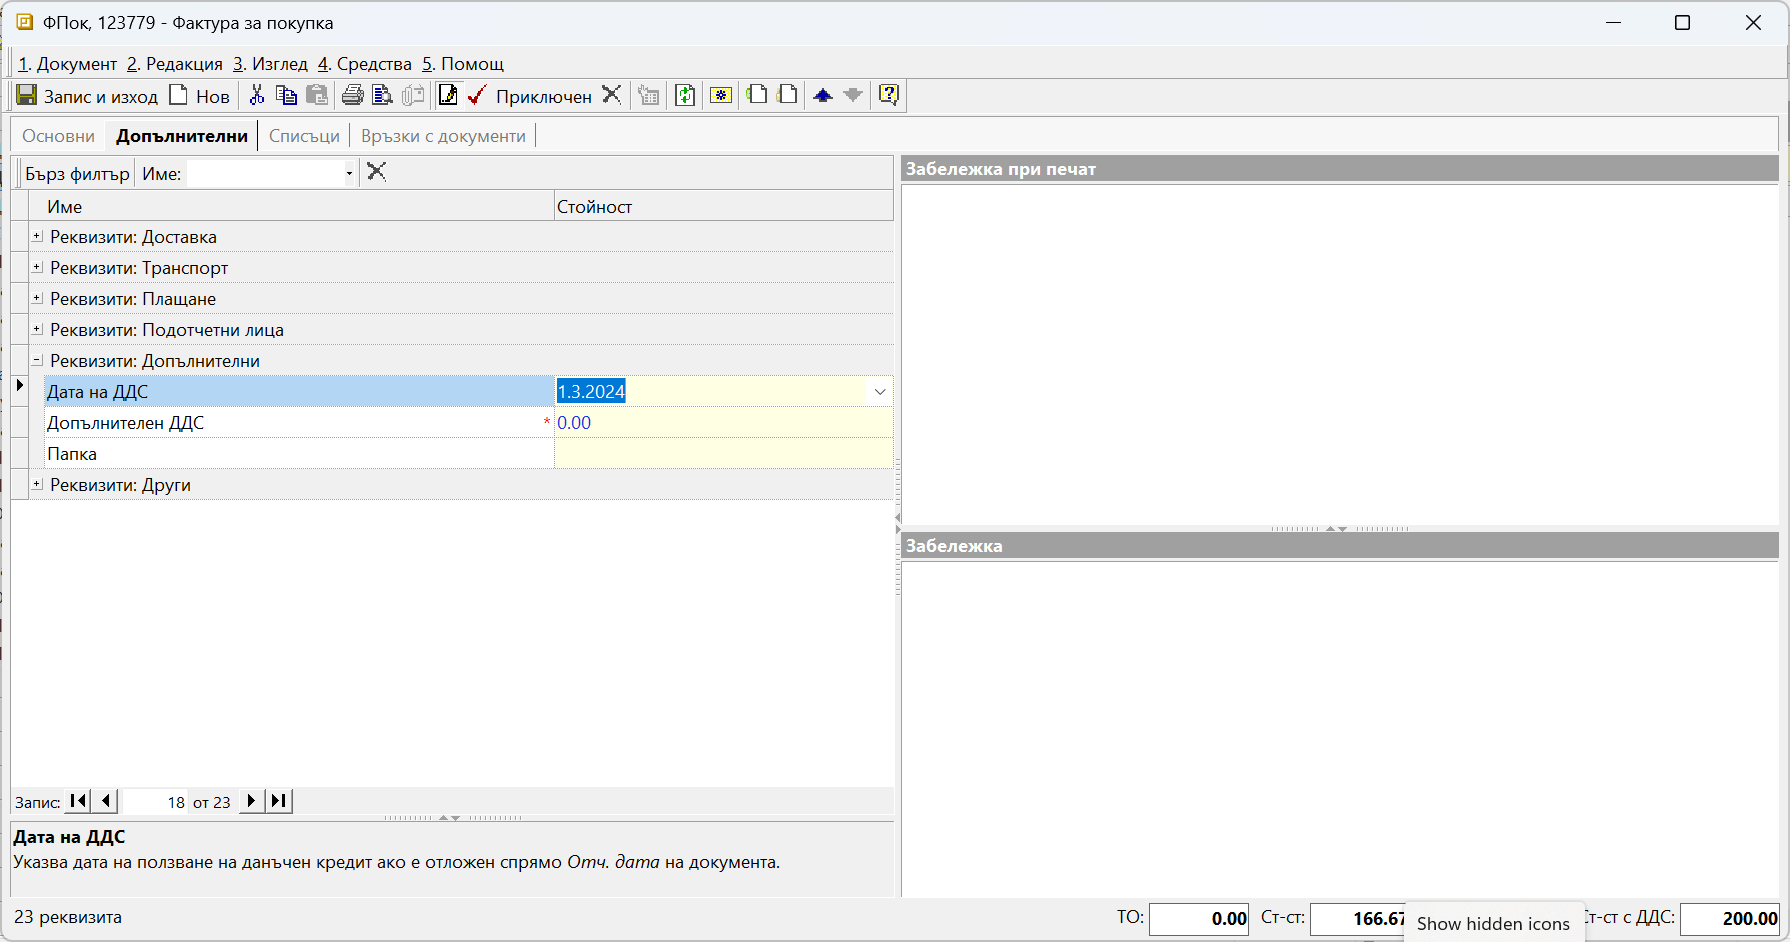 ФПок, 123779 - Фактура за покупка
1. Документ 2. Редакция 3. Изглед 4. Средства 5. Помощ
Запис и изход Нов Приключен
Основни Допълнителни Списъци Връзки с документи
Бърз филтър Име:
Име Стойност
Реквизити: Доставка
Реквизити: Транспорт
Реквизити: Плащане
Реквизити: Подотчетни лица
Реквизити: Допълнителни
Дата на ДДС 1.3.2024
Допълнителен ДДС * 0.00
Папка
Реквизити: Други
Запис: 18 от 23
Дата на ДДС
Указва дата на ползване на данъчен кредит ако е отложен спрямо Отч. дата на документа.
Забележка при печат
Забележка
23 реквизита
ТО: 0.00 Ст-ст: 166.67 Ст-ст с ДДС: 200.00
Show hidden icons